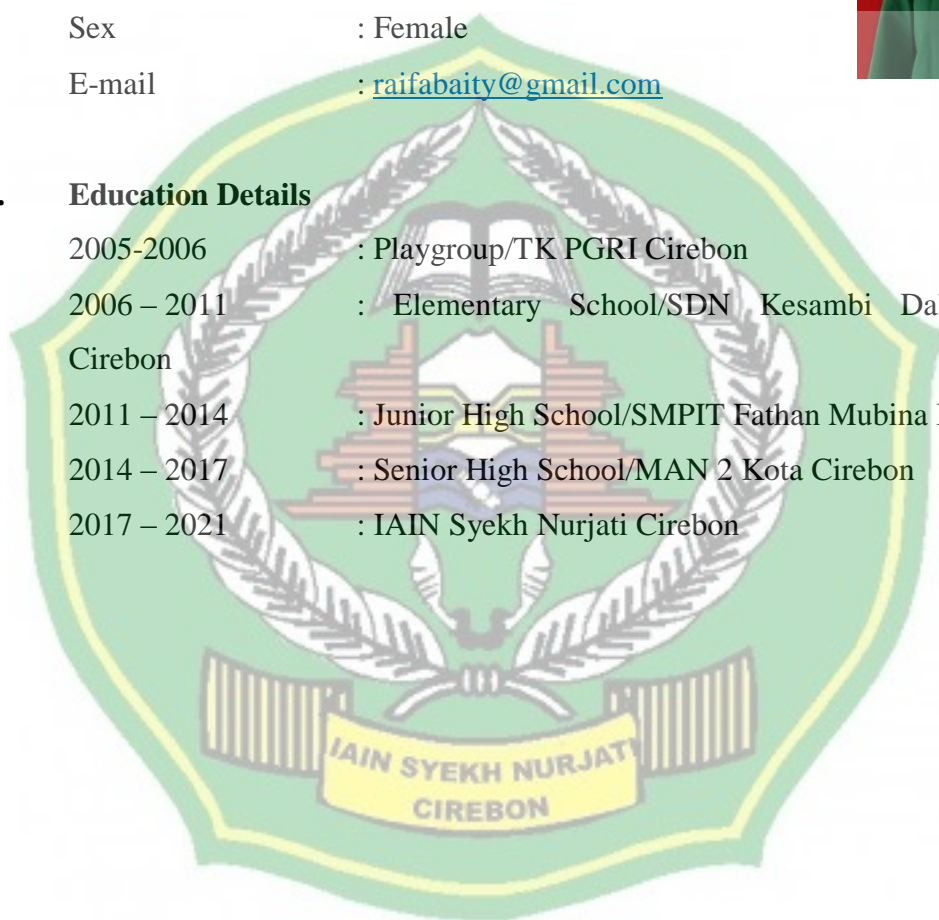 Sex : Female
E-mail : raifabaity@gmail.com
. Education Details
2005-2006 : Playgroup/TK PGRI Cirebon
2006 – 2011 : Elementary School/SDN Kesambi
Cirebon
2011 – 2014 : Junior High School/SMPIT Fathan Mubina
2014 – 2017 : Senior High School/MAN 2 Kota Cirebon
2017 – 2021 : IAIN Syekh Nurjati Cirebon
IAIN SYEKH NURJATI
CIREBON